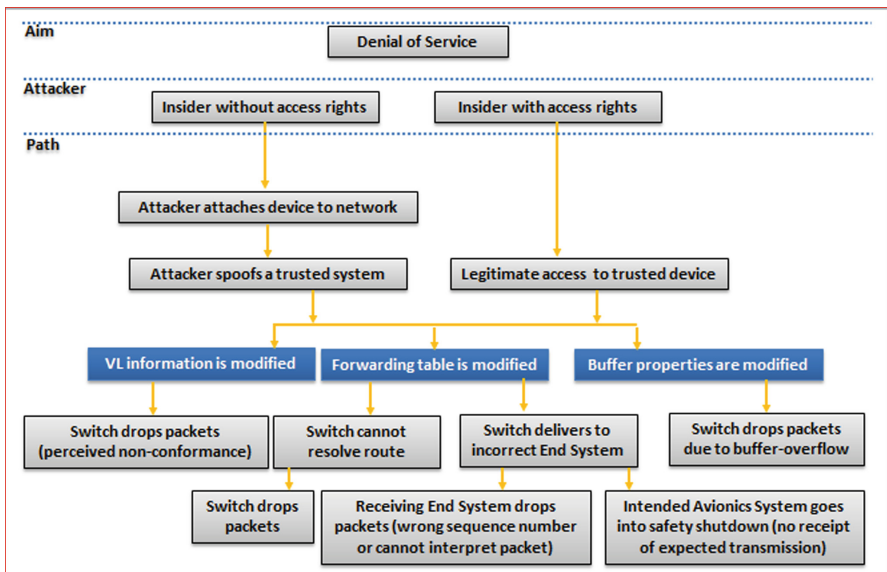 Aim
Denial of Service
Attacker
Insider without access rights
Insider with access rights
Path
Attacker attaches device to network
Attacker spoofs a trusted system
Legitimate access to trusted device
VL information is modified
Forwarding table is modified
Buffer properties are modified
Switch drops packets
(perceived non-conformance)
Switch cannot
resolve route
Switch delivers to
incorrect End System
Switch drops packets
due to buffer-overflow
Switch drops
packets
Receiving End System drops
packets (wrong sequence number
or cannot interpret packet)
Intended Avionics System goes
into safety shutdown (no receipt
of expected transmission)